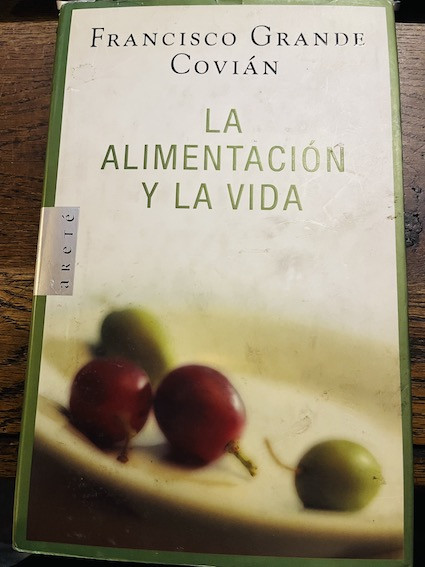 FRANCISCO GRANDE
COVIÁN
LA
ALIMENTACIÓN
Y LA VIDA
areté